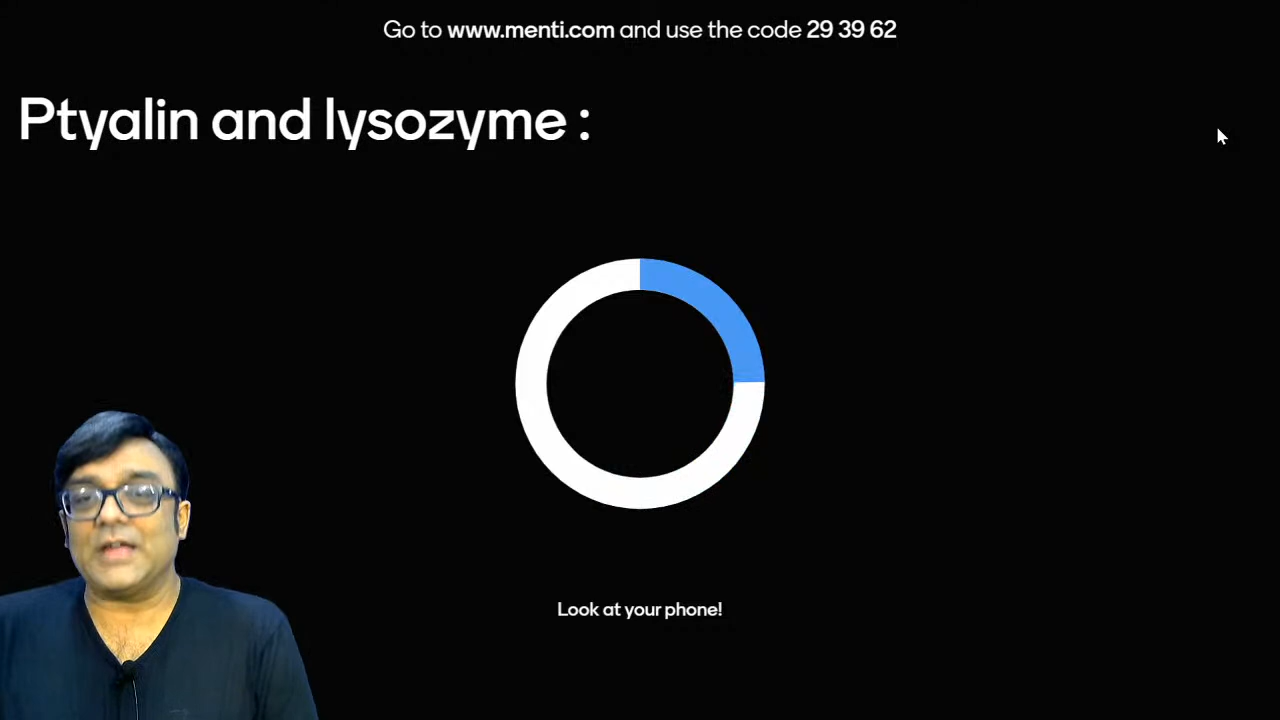 Go to www.menti.com and use the code 29 39 62
Ptyalin and lysozyme :
Look at your phone!